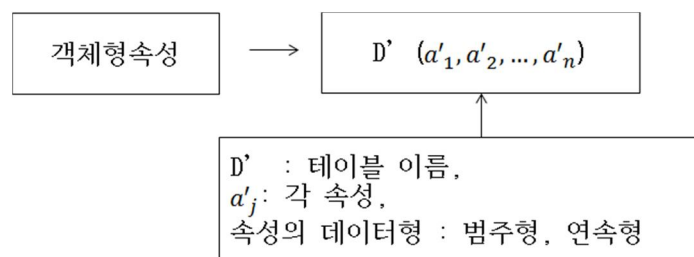 객체형속성
D’ (a′₁, a′₂, …, a′ₙ)
D’ : 테이블 이름,
a′ⱼ: 각 속성,
속성의 데이터형 : 범주형, 연속형